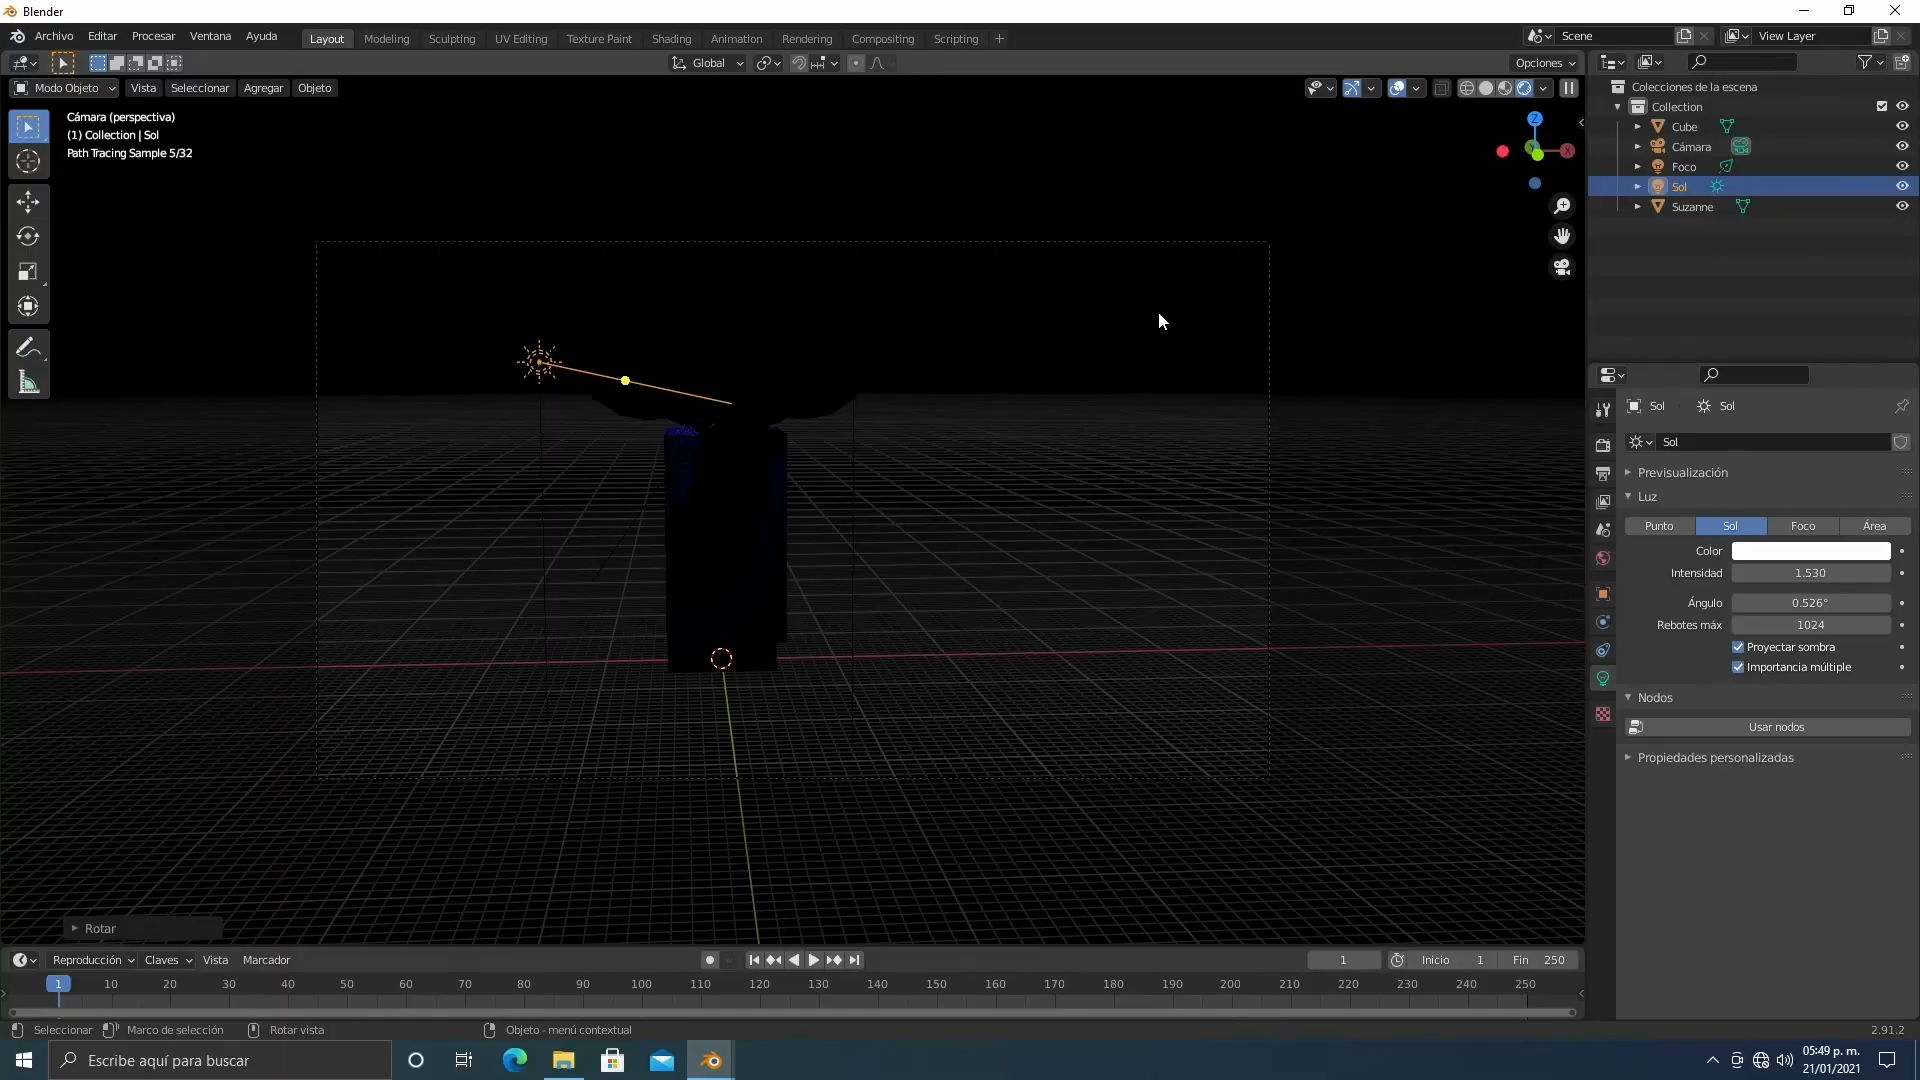 Blender
Archivo Editar Procesar Ventana Ayuda Layout Modeling Sculpting UV Editing Texture Paint Shading Animation Rendering Compositing Scripting + Scene View Layer
Global Opciones
Modo Objeto Vista Seleccionar Agregar Objeto
Cámara (perspectiva)
(1) Collection | Sol
Path Tracing Sample 5/32
Z
X
Colecciones de la escena
Collection
Cube
Cámara
Foco
Sol
Suzanne
Sol Sol
Sol
Previsualización
Luz
Punto Sol Foco Área
Color
Intensidad 1.530
Ángulo 0.526°
Rebotes máx 1024
Proyectar sombra
Importancia múltiple
Nodos
Usar nodos
Propiedades personalizadas
Rotar
Reproducción Claves Vista Marcador 1 Inicio 1 Fin 250
1 10 20 30 40 50 60 70 80 90 100 110 120 130 140 150 160 170 180 190 200 210 220 230 240 250
Seleccionar Marco de selección Rotar vista Objeto - menú contextual 2.91.2
Escribe aquí para buscar
05:49 p. m.
21/01/2021